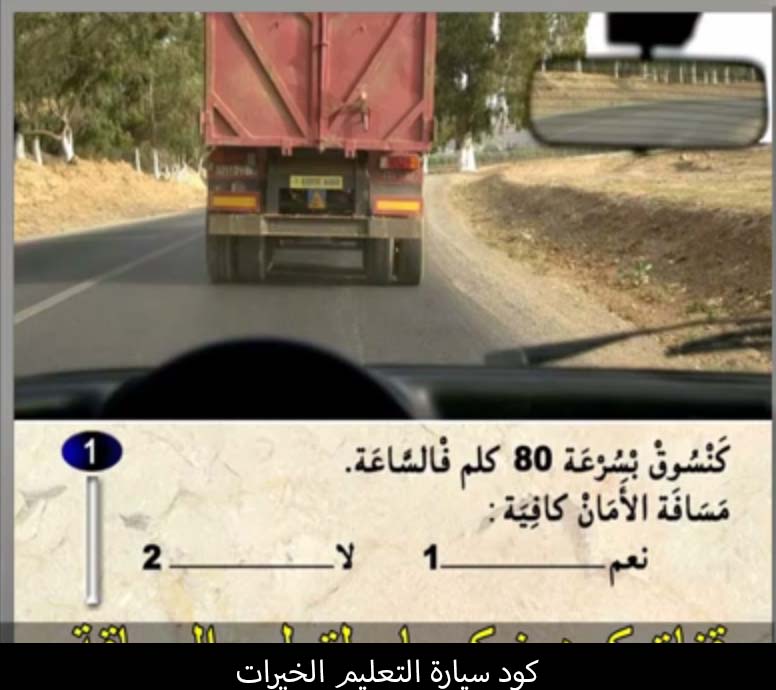 1
كَنْسُوقْ بْسُرْعَة 80 كلم فْالسَّاعَة.
مَسَافَة الأَمَانْ كافِيَة :
نعم 1 لا 2
كود سيارة التعليم الخيرات